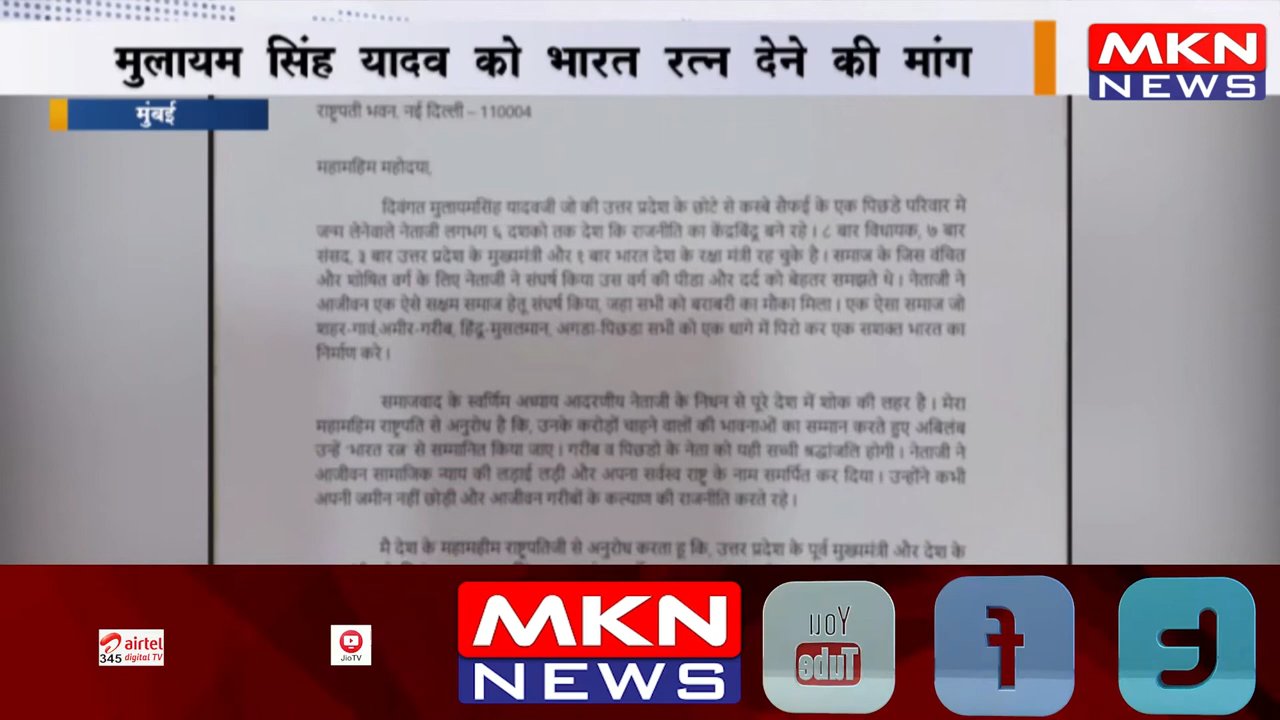 मुलायम सिंह यादव को भारत रत्न देने की मांग
MKN
NEWS
मुंबई
राष्ट्रपती भवन, नई दिल्ली – 110004
महामहिम महोदया,
दिवंगत मुलायमसिंह यादवजी जो की उत्तर प्रदेश के छोटे से कस्बे सैफई के एक पिछडे परिवार मे
जन्म लेनेवाले नेताजी लगभग ६ दशको तक देश कि राजनीति का केंद्रबिंदू बने रहे । ८ बार विधायक, ७ बार
संसद, ३ बार उत्तर प्रदेश के मुख्यमंत्री और १ बार भारत देश के रक्षा मंत्री रह चुके है । समाज के जिस वंचित
और शोषित वर्ग के लिए नेताजी ने संघर्ष किया उस वर्ग की पीडा और दर्द को बेहतर समझते थे । नेताजी ने
आजीवन एक ऐसे सक्षम समाज हेतू संघर्ष किया, जहा सभी को बराबरी का मौका मिला । एक ऐसा समाज जो
शहर-गावं,अमीर-गरीब, हिंदू-मुसलमान, अगडा-पिछडा सभी को एक धागे में पिरो कर एक सशक्त भारत का
निर्माण करे ।
समाजवाद के स्वर्णिम अध्याय आदरणीय नेताजी के निधन से पूरे देश में शोक की लहर है । मेरा
महामहिम राष्ट्रपति से अनुरोध है कि, उनके करोड़ों चाहने वालों की भावनाओं का सम्मान करते हुए अबिलंब
उन्हें 'भारत रत्न' से सम्मानित किया जाए । गरीब व पिछडो के नेता को यही सच्ची श्रद्धांजलि होगी । नेताजी ने
आजीवन सामाजिक न्याय की लड़ाई लड़ी और अपना सर्वस्व राष्ट्र के नाम समर्पित कर दिया । उन्होंने कभी
अपनी जमीन नहीं छोड़ी और आजीवन गरीबों के कल्याण की राजनीति करते रहे ।
मै देश के महामहीम राष्ट्रपतिजी से अनुरोध करता हू कि, उत्तर प्रदेश के पूर्व मुख्यमंत्री और देश के
airtel
345 digital TV
JioTV
MKN
NEWS
You
Tube